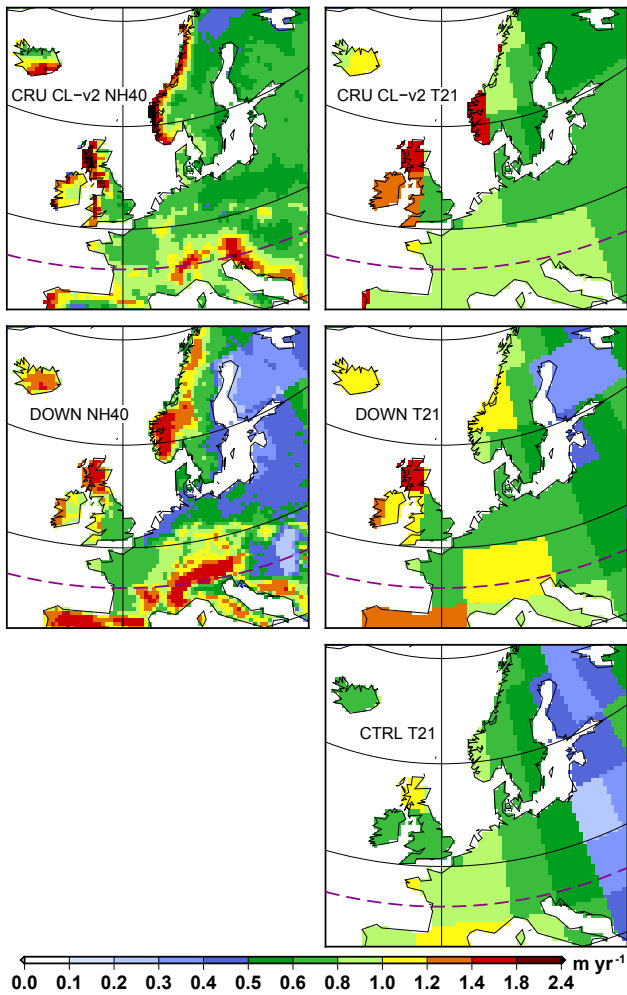 CRU CL−v2 NH40
CRU CL−v2 T21
DOWN NH40
DOWN T21
CTRL T21
0.0 0.1 0.2 0.3 0.4 0.5 0.6 0.8 1.0 1.2 1.4 1.8 2.4 m yr-1